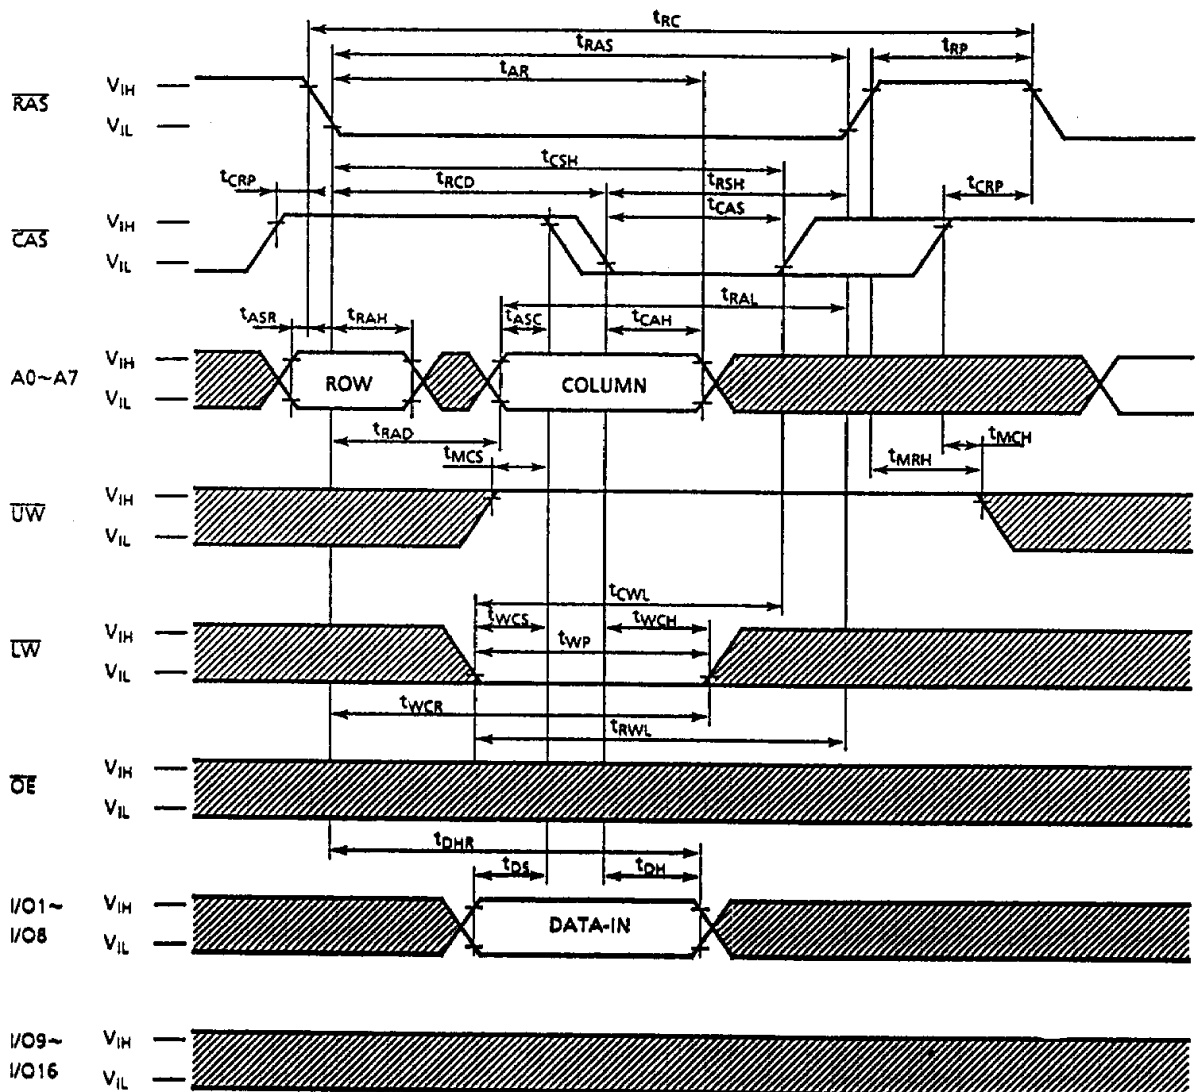 tRC
tRAS
tRP
tAR
RAS
VIH
VIL
tCSH
tCRP
tRCD
tRSH
tCRP
tCAS
CAS
VIH
VIL
tRAL
tASR
tRAH
tASC
tCAH
A0~A7
VIH
VIL
ROW
COLUMN
tRAD
tMCS
tMCH
tMRH
UW
VIH
VIL
tCWL
tWCS
tWCH
tWP
LW
VIH
VIL
tWCR
tRWL
OE
VIH
VIL
tDHR
tDS
tDH
I/O1~
I/O8
VIH
VIL
DATA-IN
I/O9~
I/O16
VIH
VIL